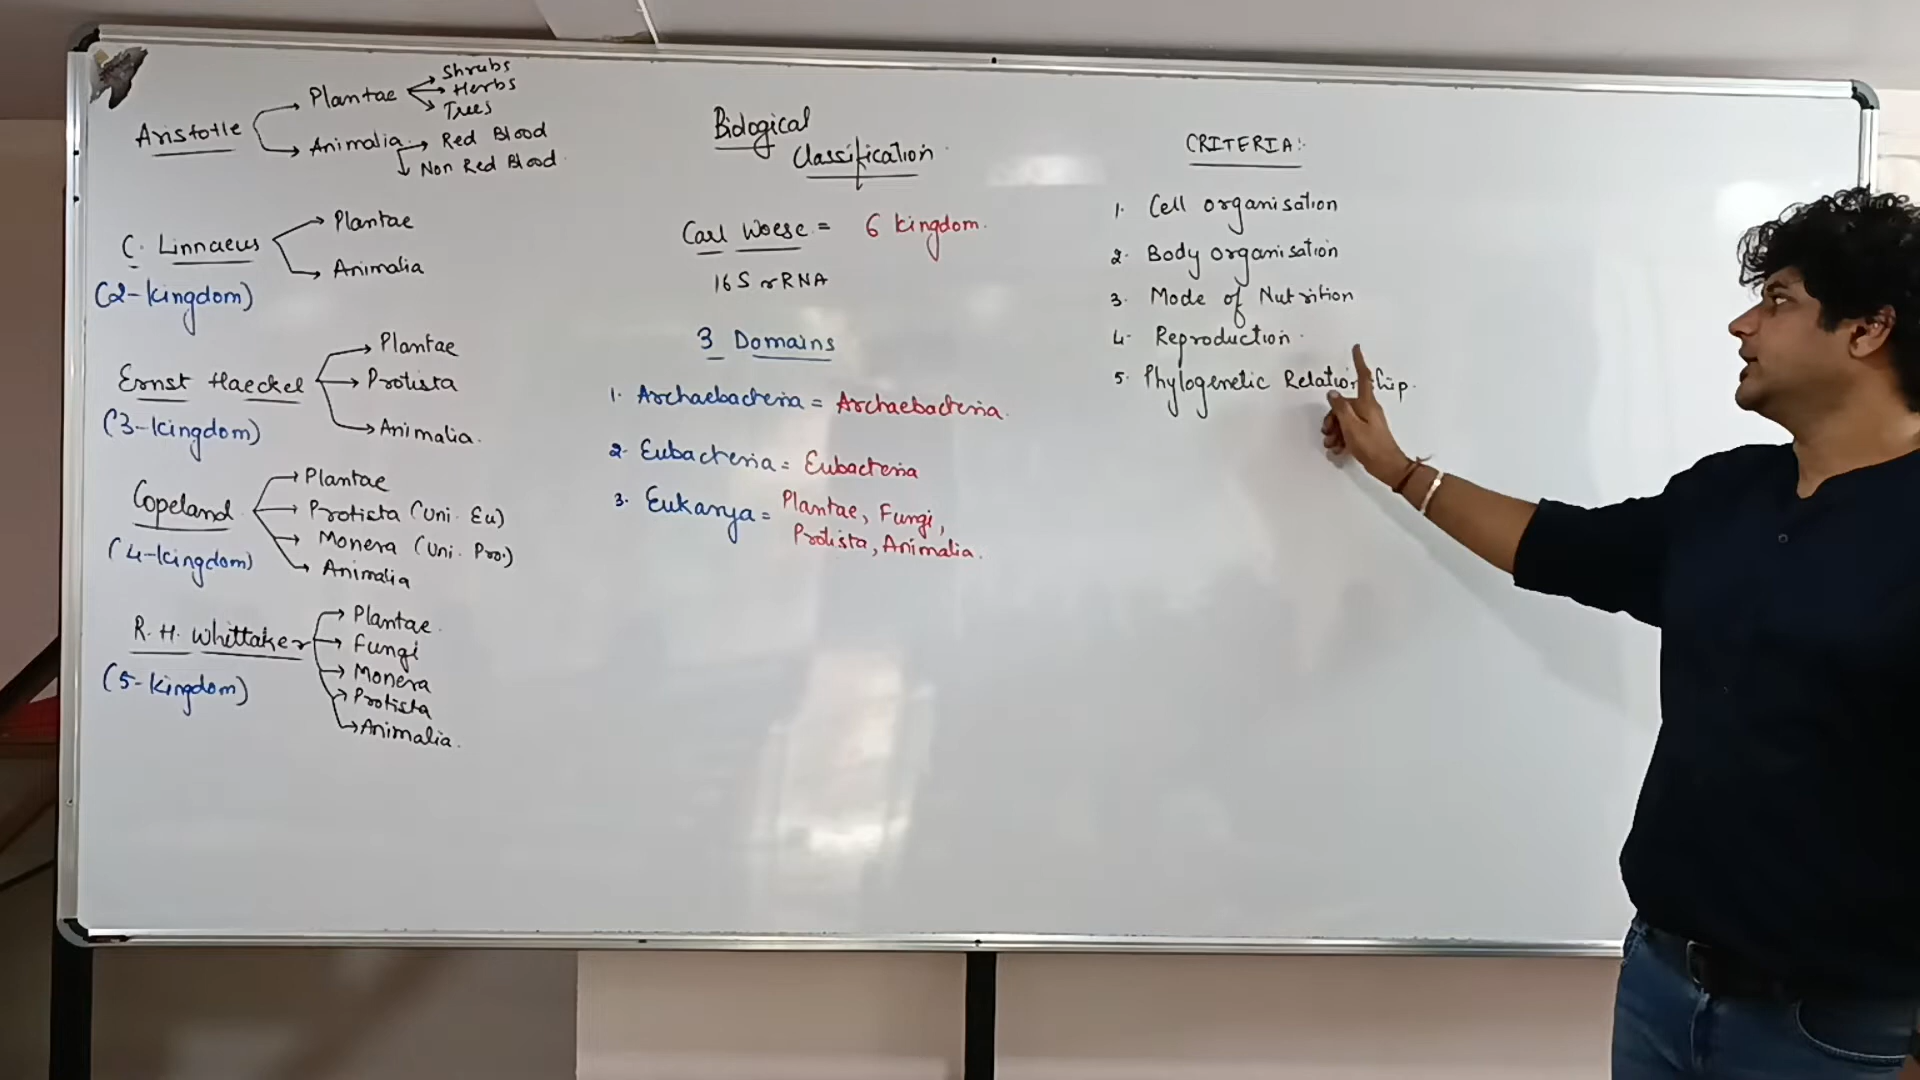 Aristotle
Plantae
Shrubs
Herbs
Trees
Animalia
Red Blood
Non Red Blood
C. Linnaeus
(2-kingdom)
Plantae
Animalia
Ernst Haeckel
(3-kingdom)
Plantae
Protista
Animalia.
Copeland
(4-kingdom)
Plantae
Protista (Uni. Eu)
Monera (Uni. Pro.)
Animalia
R. H. Whittaker
(5-kingdom)
Plantae
Fungi
Monera
Protista
Animalia.
Biological
Classification
Carl Woese = 6 kingdom.
16S rRNA
3 Domains
1. Archaebacteria = Archaebacteria.
2. Eubacteria = Eubacteria
3. Eukarya = Plantae, Fungi,
Protista, Animalia.
CRITERIA:-
1. Cell organisation
2. Body organisation
3. Mode of Nutrition
4. Reproduction.
5. Phylogenetic Relationship.